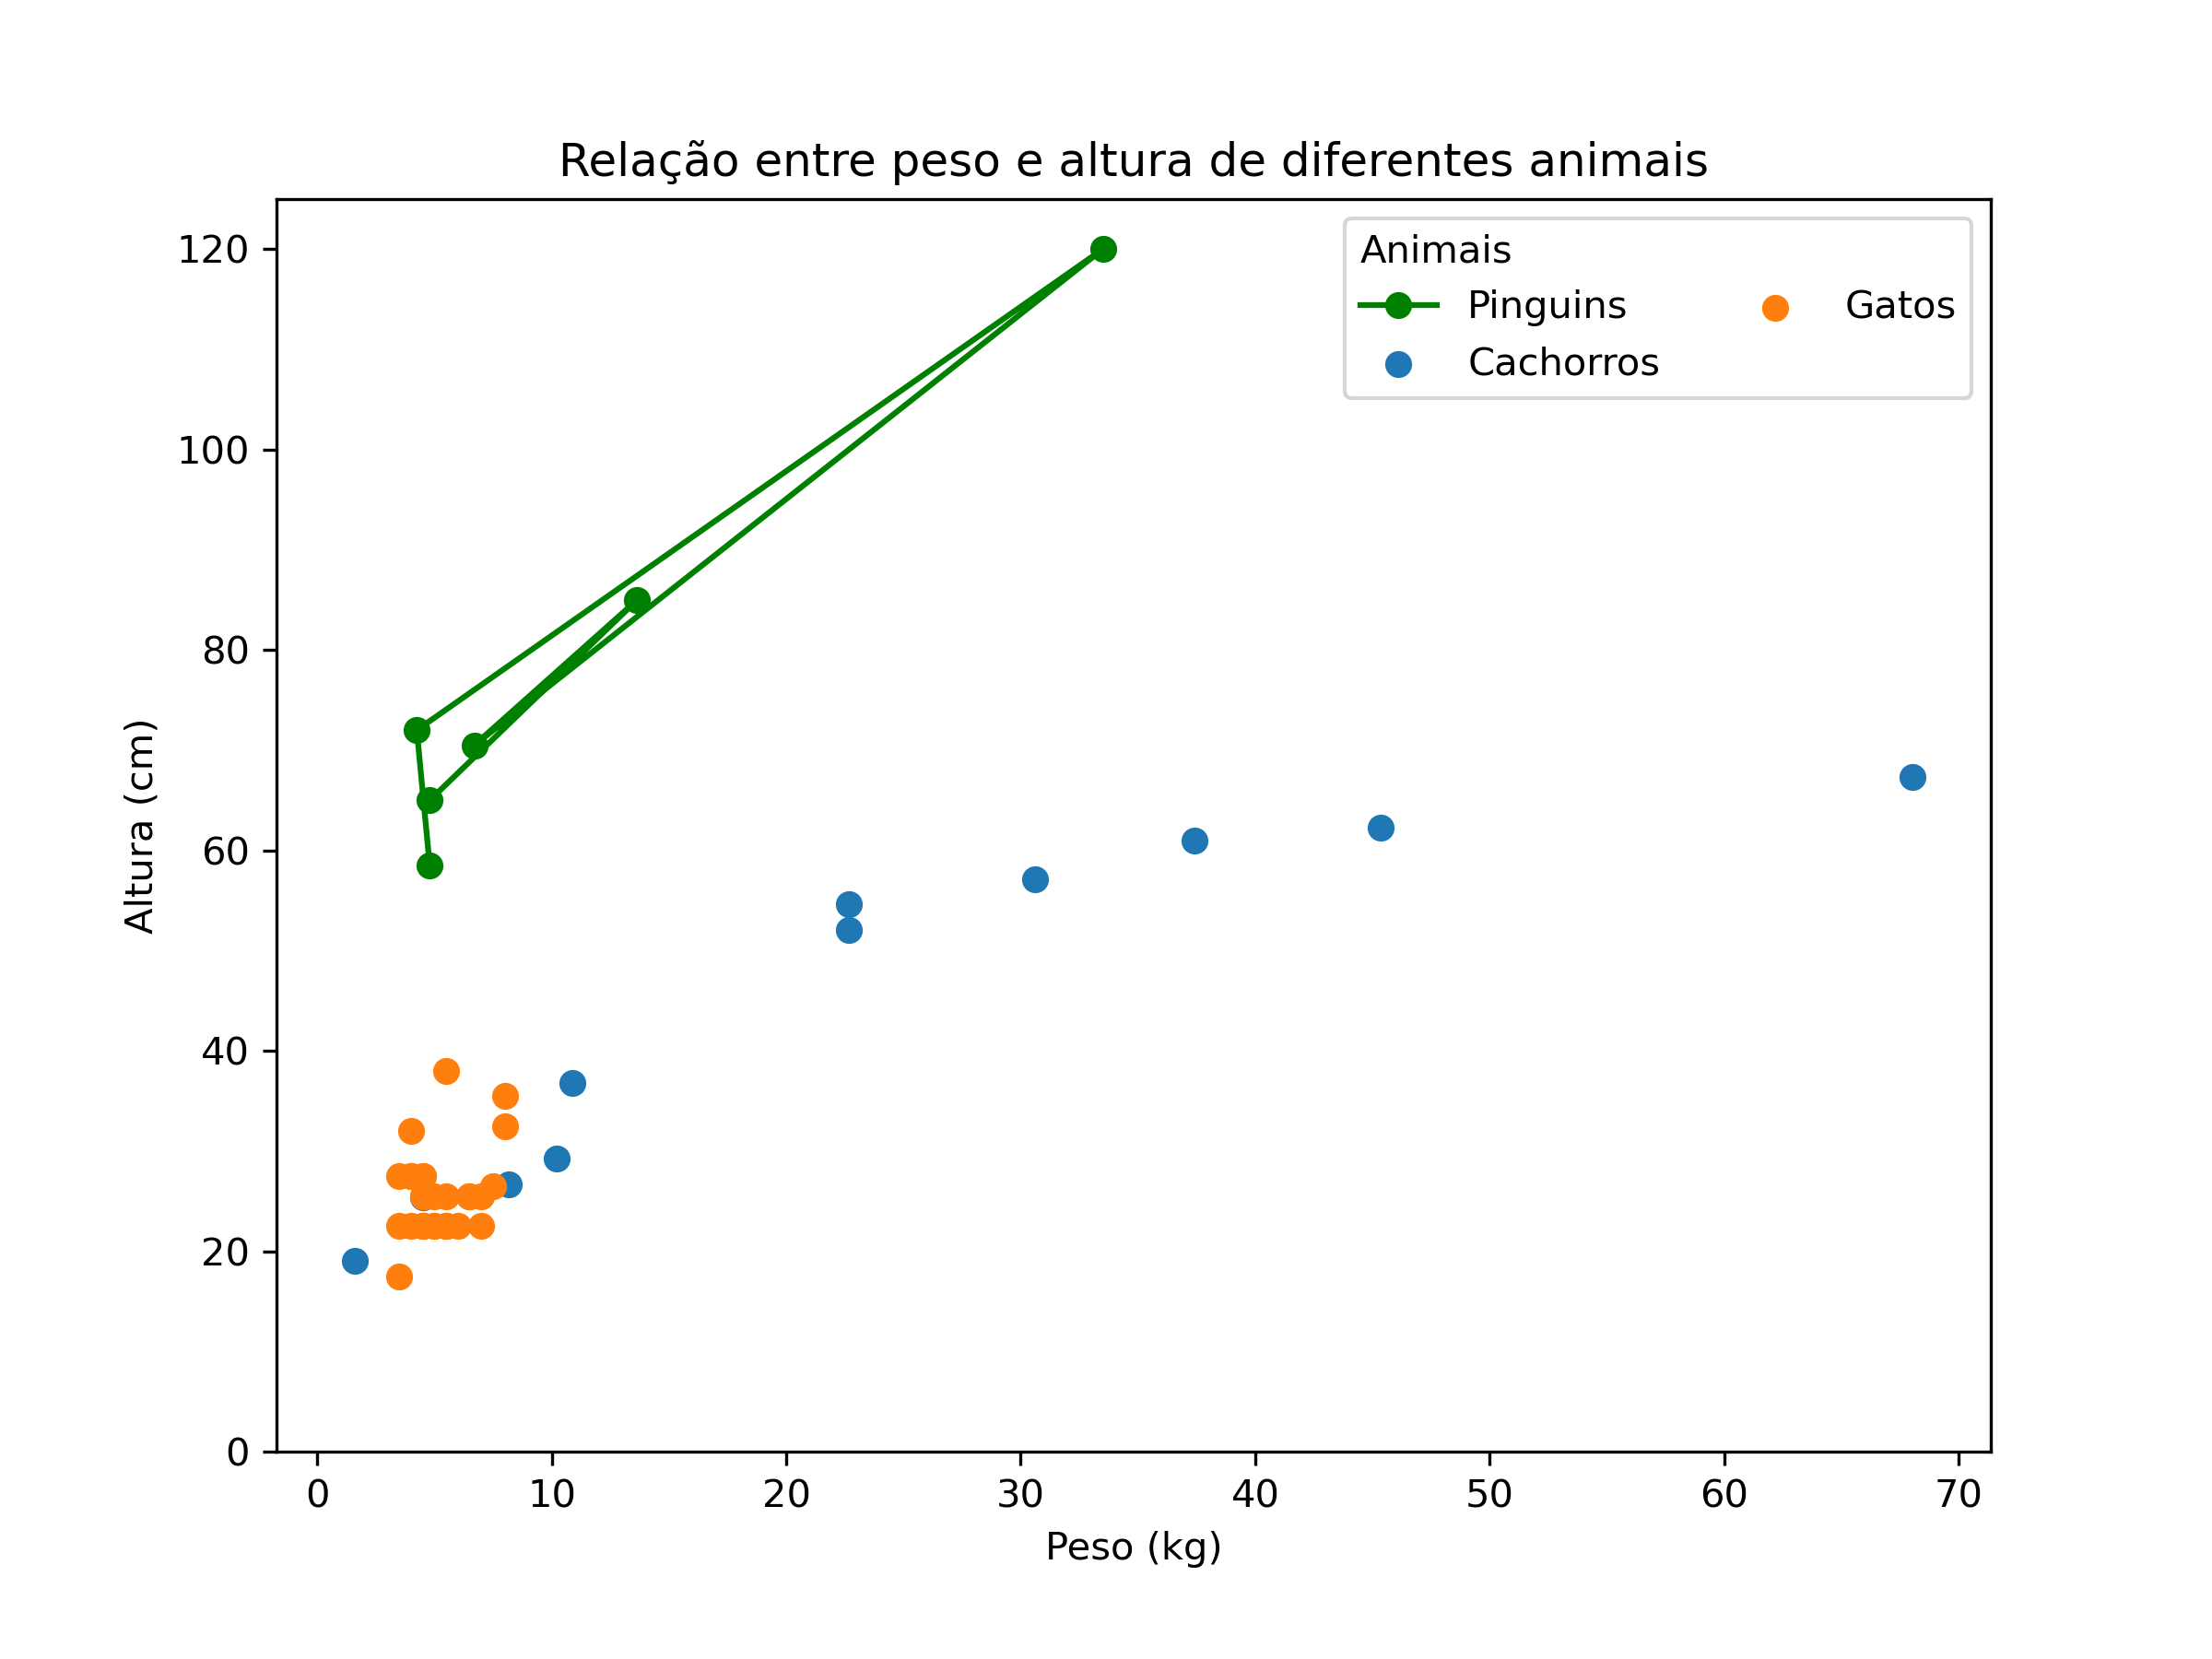 Relação entre peso e altura de diferentes animais
Animais
Pinguins
Cachorros
Gatos
Altura (cm)
120
100
80
60
40
20
0
0 10 20 30 40 50 60 70
Peso (kg)